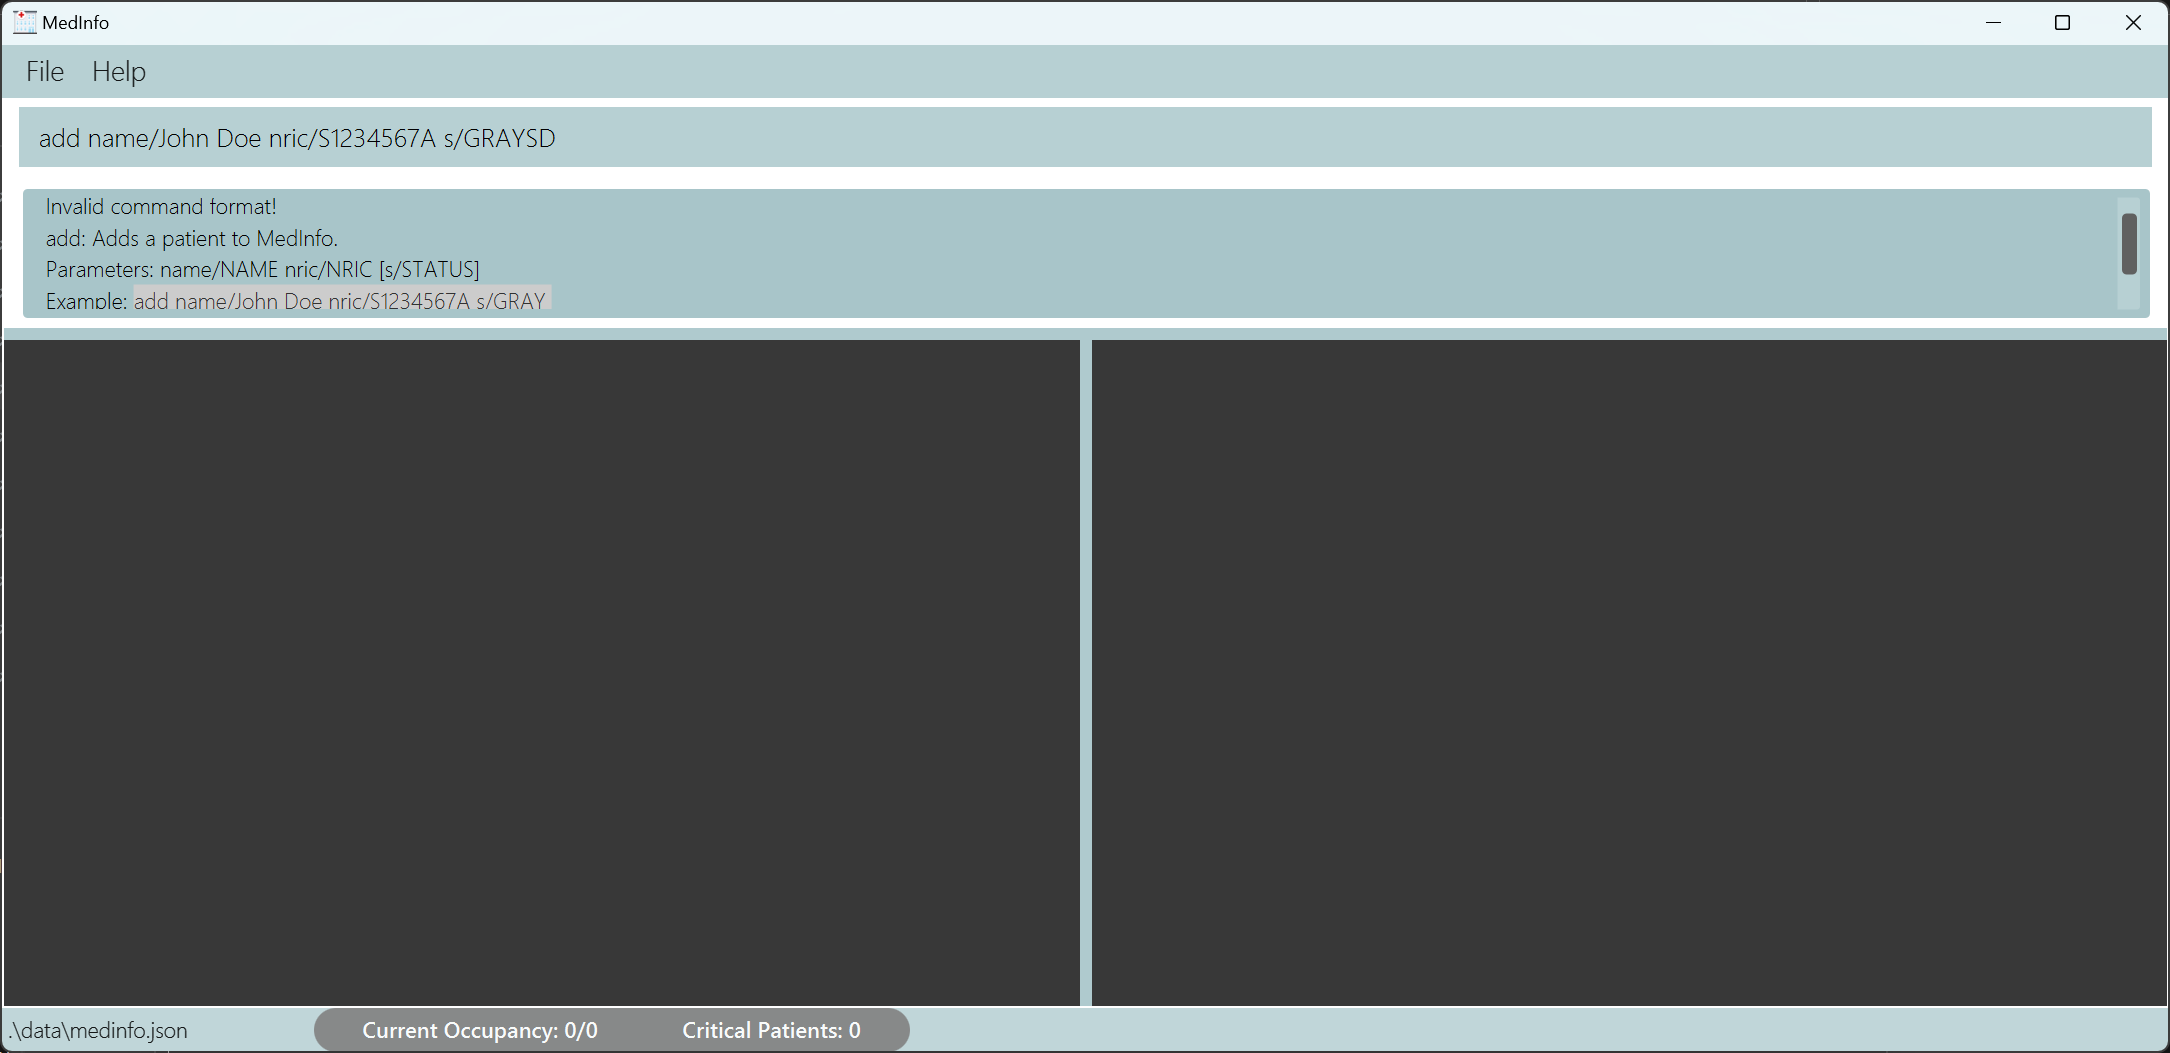 MedInfo
File Help
add name/John Doe nric/S1234567A s/GRAYSD
Invalid command format!
add: Adds a patient to MedInfo.
Parameters: name/NAME nric/NRIC [s/STATUS]
Example: add name/John Doe nric/S1234567A s/GRAY
.\data\medinfo.json Current Occupancy: 0/0 Critical Patients: 0